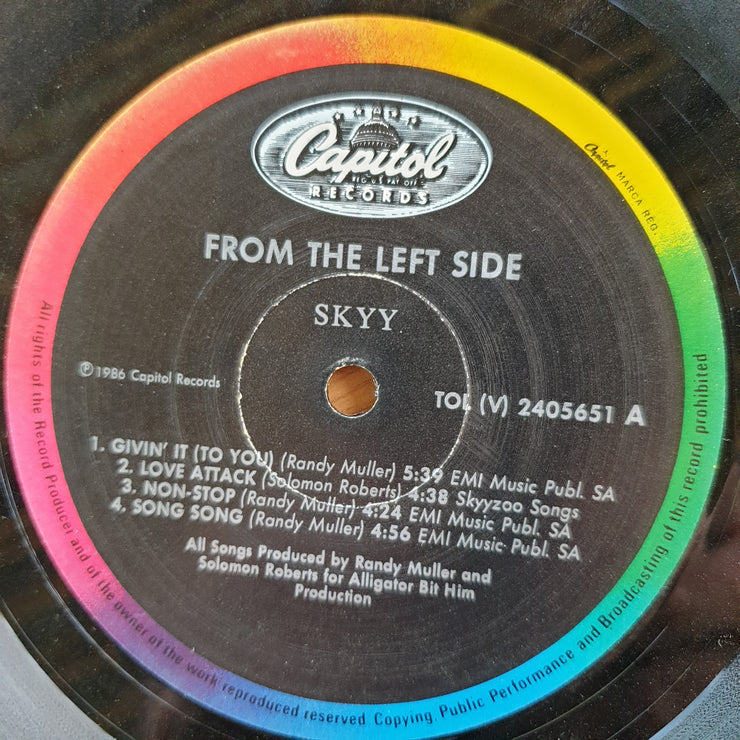 Capitol
REG. U.S. PAT. OFF.
RECORDS
Capitol MARCA REG.
FROM THE LEFT SIDE
SKYY
℗ 1986 Capitol Records
TOL (V) 2405651 A
1. GIVIN' IT (TO YOU) (Randy Muller) 5:39 EMI Music Publ. SA
2. LOVE ATTACK (Solomon Roberts) 4:38 Skyyzoo Songs
3. NON-STOP (Randy Muller) 4:24 EMI Music Publ. SA
4, SONG SONG (Randy Muller) 4:56 EMI Music Publ. SA
All Songs Produced by Randy Muller and
Solomon Roberts for Alligator Bit Him
Production
All rights of the Record Producer and of the owner of the work reproduced reserved. Copying, Public Performance and Broadcasting of this record prohibited